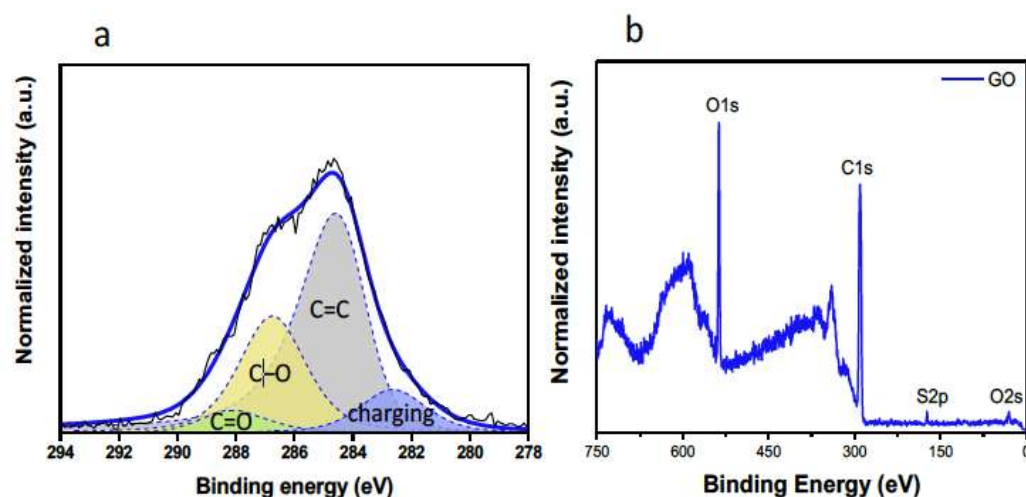 a
Normalized intensity (a.u.)
C=C
C–O
C=O
charging
294 292 290 288 286 284 282 280 278
Binding energy (eV)
b
Normalized intensity (a.u.)
GO
O1s
C1s
S2p
O2s
750 600 450 300 150 0
Binding Energy (eV)